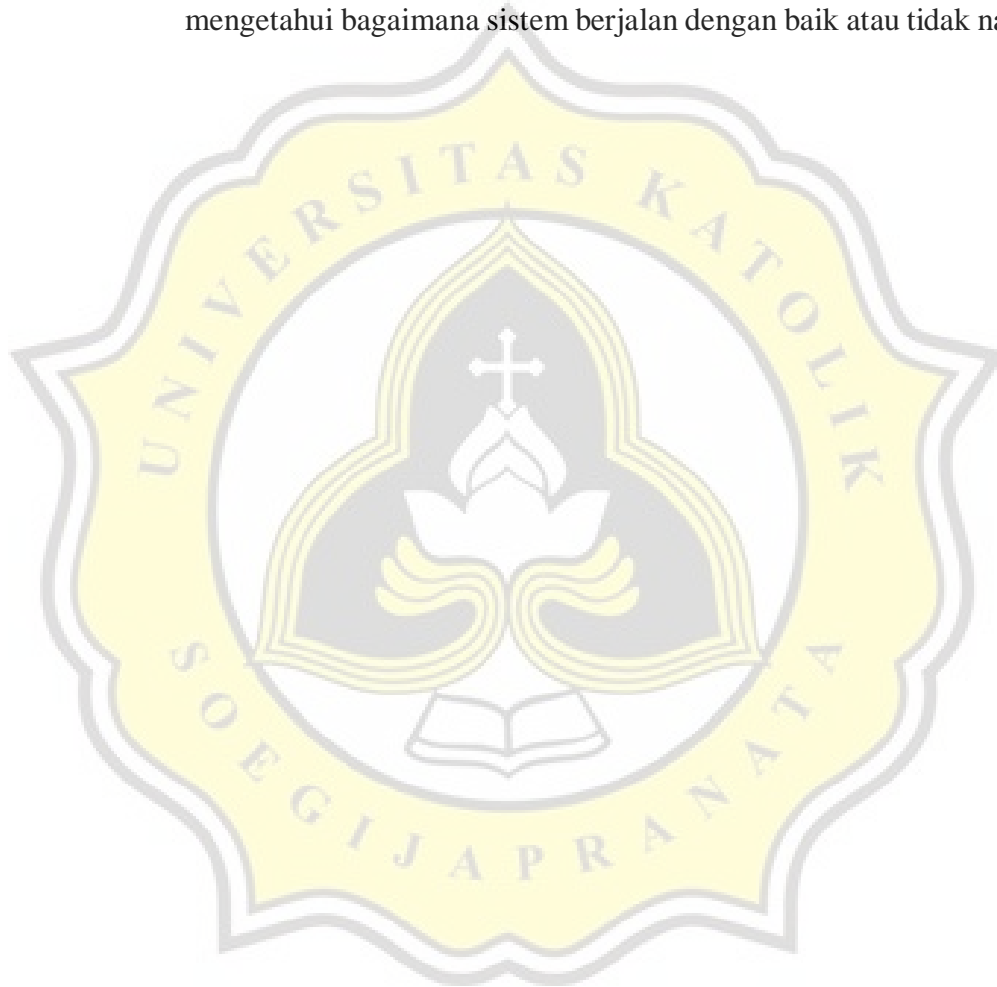 mengetahui bagaimana sistem berjalan dengan baik atau tidak
UNIVERSITAS KATOLIK
SOEGIJAPRANATA